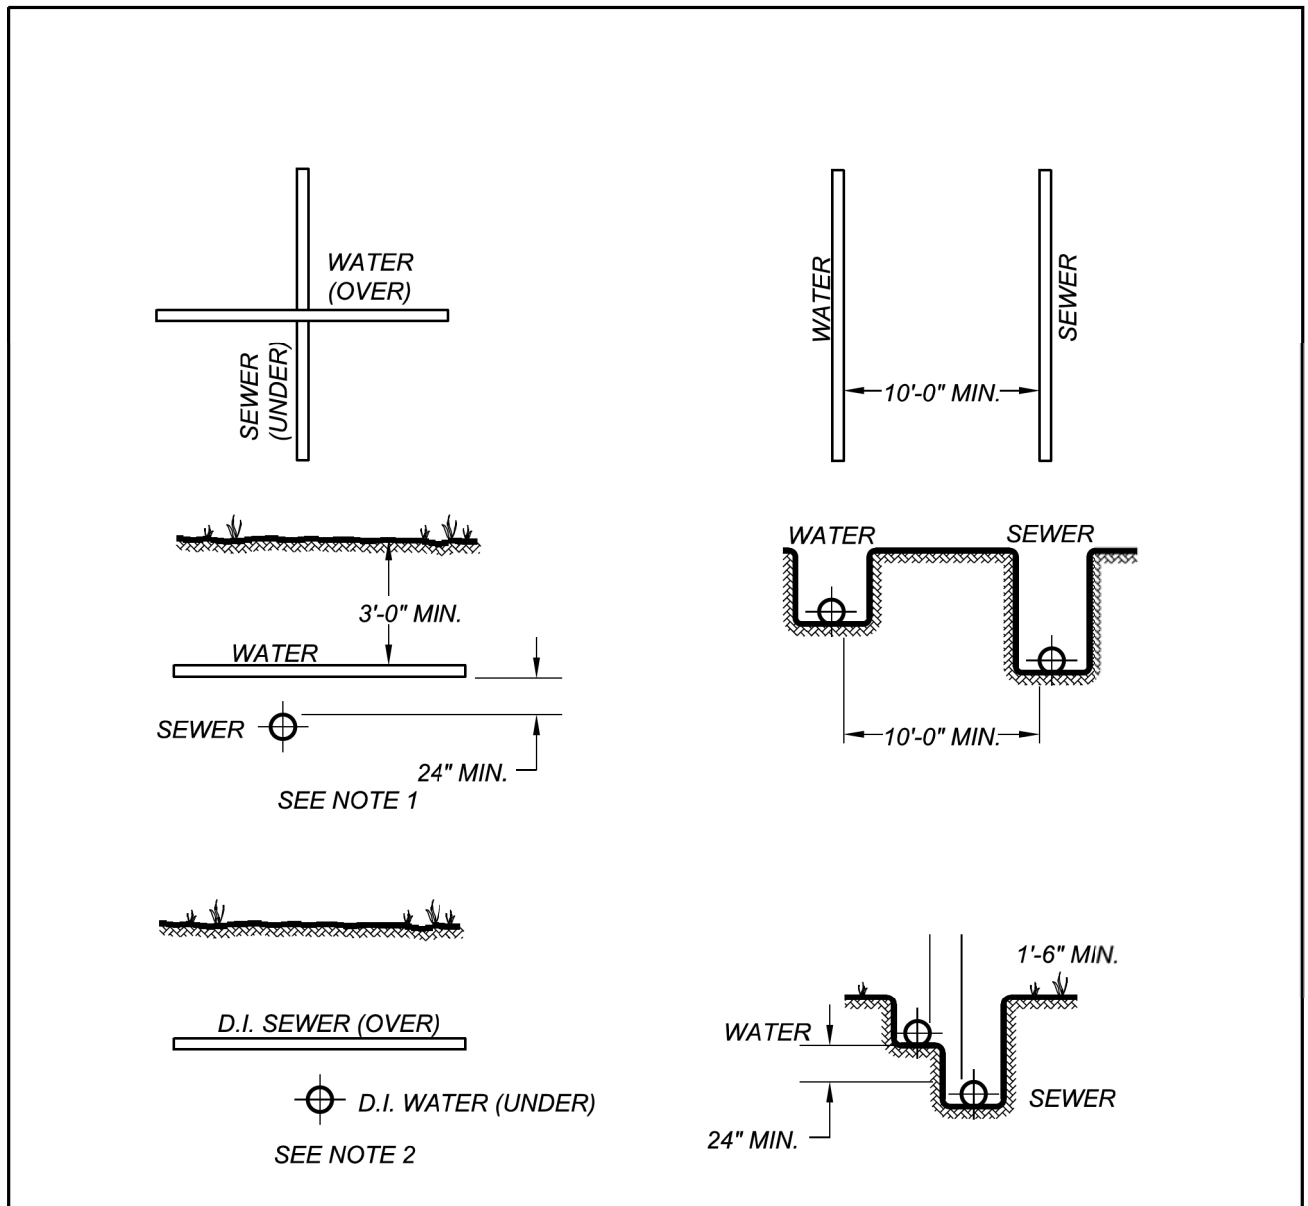 WATER
(OVER)
SEWER
(UNDER)
WATER
SEWER
10'-0" MIN.
3'-0" MIN.
WATER
SEWER
24" MIN.
SEE NOTE 1
WATER
SEWER
10'-0" MIN.
D.I. SEWER (OVER)
D.I. WATER (UNDER)
SEE NOTE 2
1'-6" MIN.
WATER
SEWER
24" MIN.